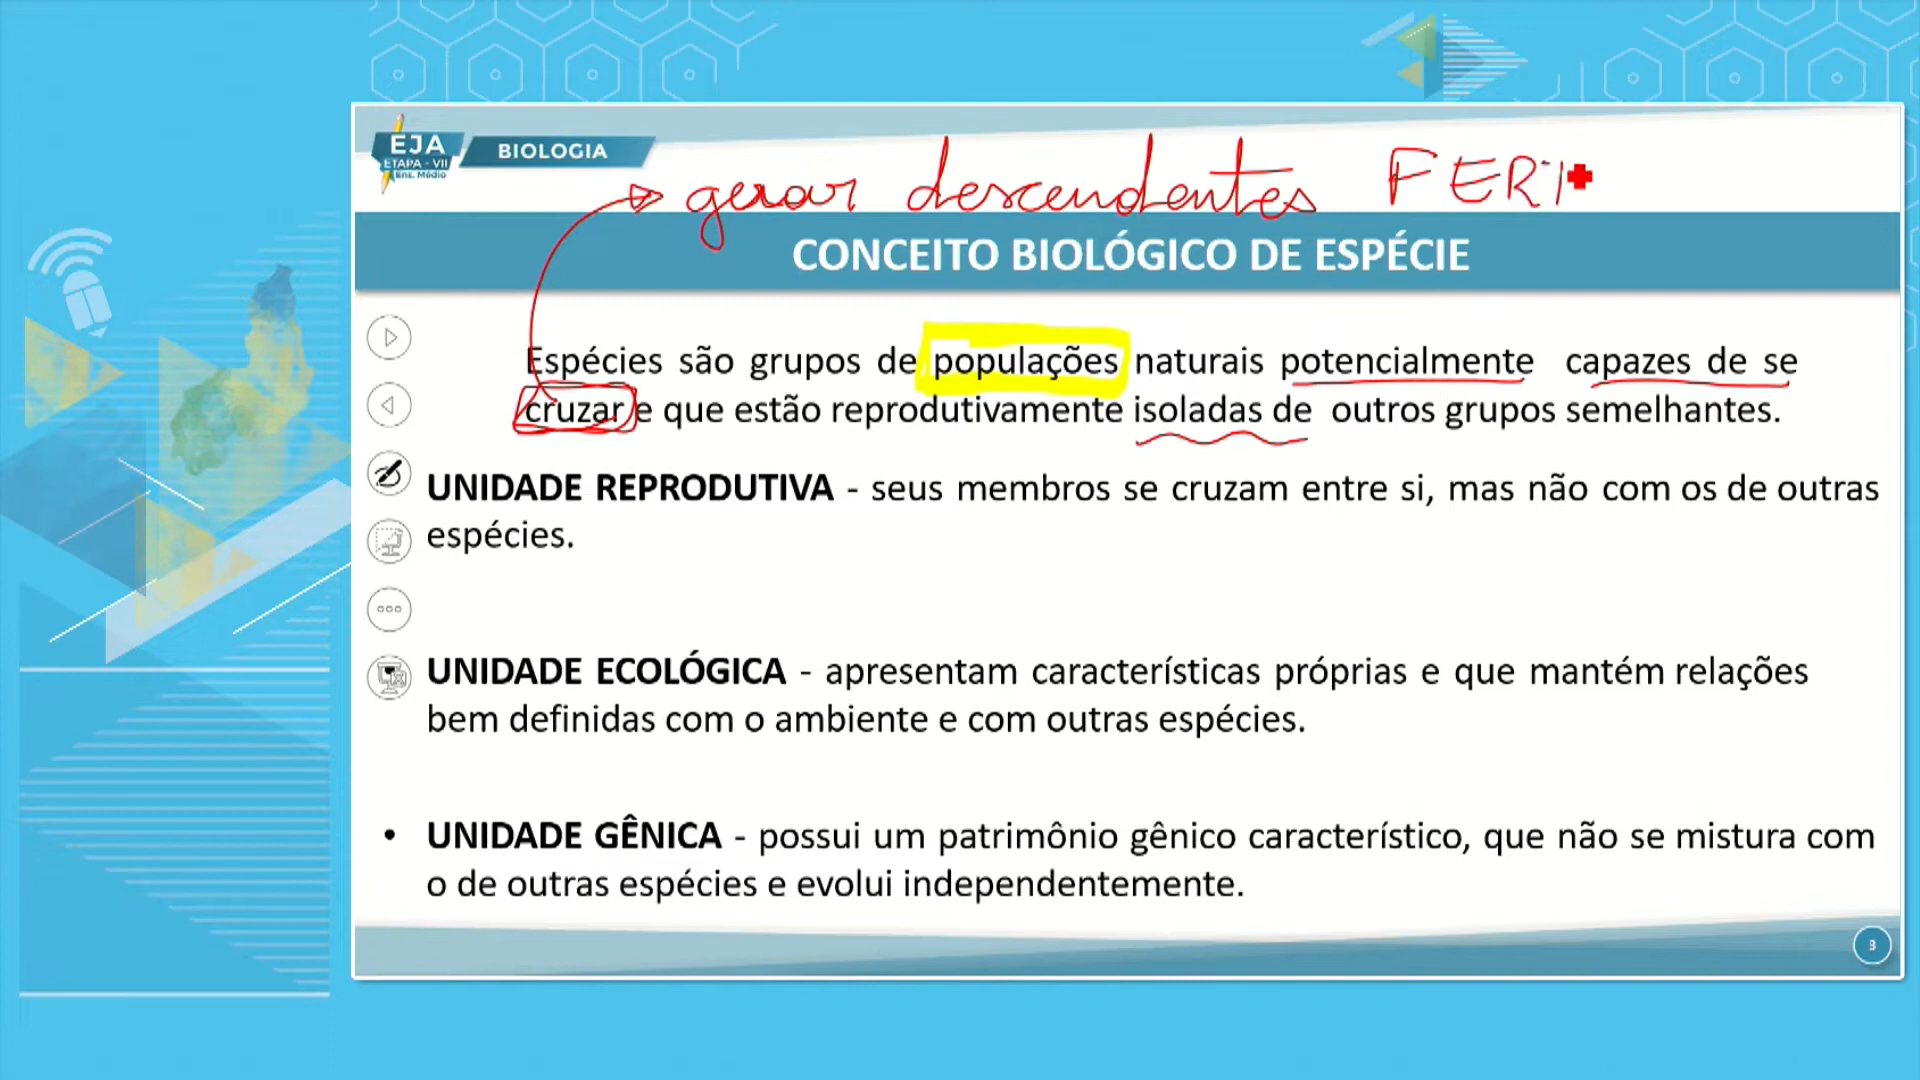 EJA
ETAPA - VII
Ens. Médio
BIOLOGIA
gerar descendentes FERT
CONCEITO BIOLÓGICO DE ESPÉCIE
Espécies são grupos de populações naturais potencialmente capazes de se
cruzar e que estão reprodutivamente isoladas de outros grupos semelhantes.
UNIDADE REPRODUTIVA - seus membros se cruzam entre si, mas não com os de outras
espécies.
UNIDADE ECOLÓGICA - apresentam características próprias e que mantém relações
bem definidas com o ambiente e com outras espécies.
• UNIDADE GÊNICA - possui um patrimônio gênico característico, que não se mistura com
o de outras espécies e evolui independentemente.
3